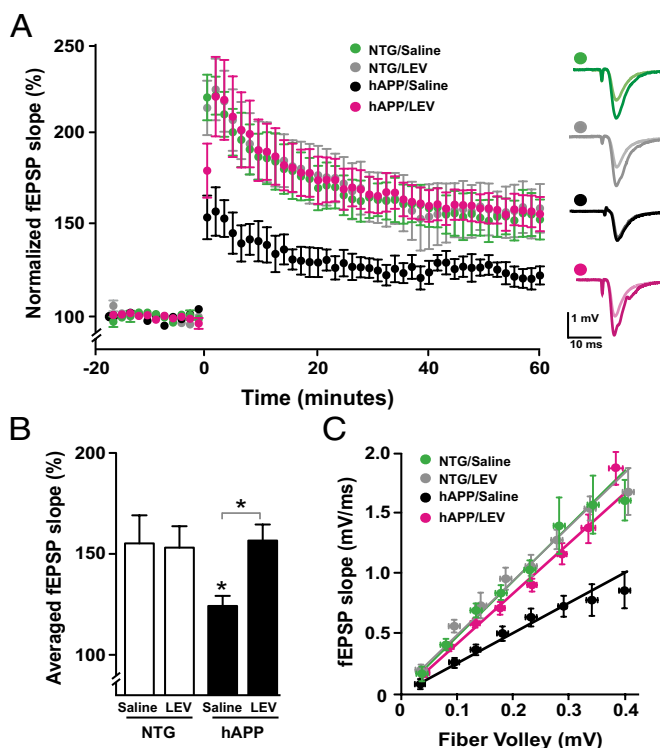 A
Normalized fEPSP slope (%)
250
200
150
100
-20
0
20
40
60
Time (minutes)
NTG/Saline
NTG/LEV
hAPP/Saline
hAPP/LEV
1 mV
10 ms
B
Averaged fEPSP slope (%)
200
150
100
*
*
Saline
LEV
Saline
LEV
NTG
hAPP
C
NTG/Saline
NTG/LEV
hAPP/Saline
hAPP/LEV
fEPSP slope (mV/ms)
2.0
1.5
1.0
0.5
0
0
0.1
0.2
0.3
0.4
Fiber Volley (mV)